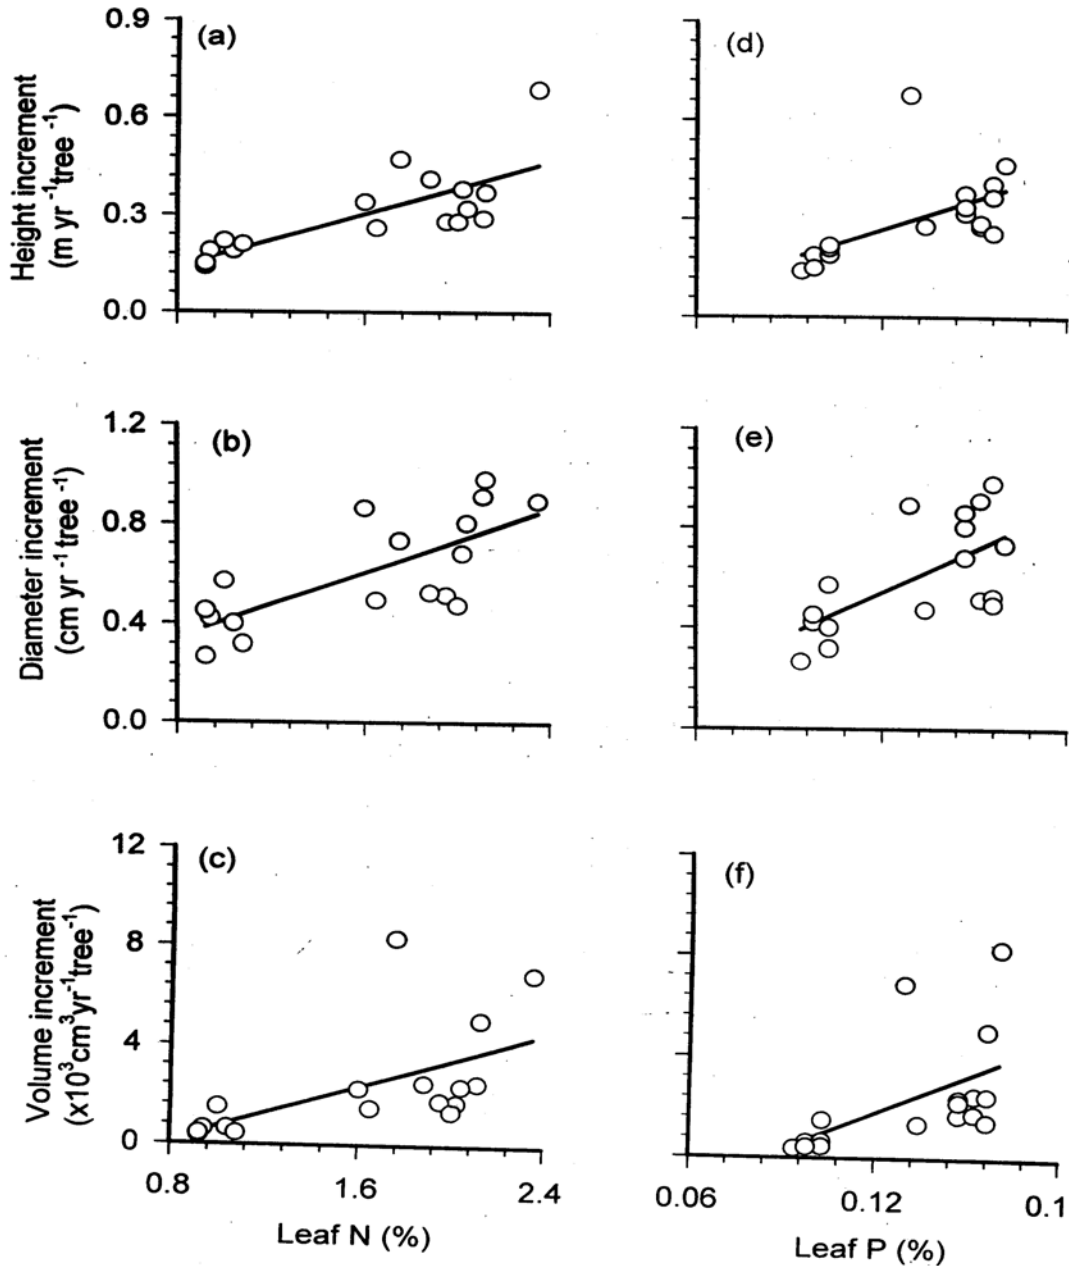 0.9
(a)
(d)
0.6
0.3
0.0
Height increment
(m yr⁻¹tree⁻¹)
1.2
(b)
(e)
0.8
0.4
0.0
Diameter increment
(cm yr⁻¹tree⁻¹)
12
(c)
(f)
8
4
0
Volume increment
(x10³cm³yr⁻¹tree⁻¹)
0.8
1.6
2.4
0.06
0.12
0.1
Leaf N (%)
Leaf P (%)